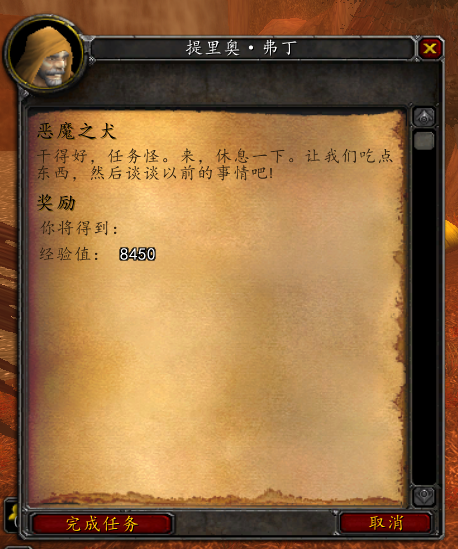 提里奥·弗丁
恶魔之犬
干得好，任务怪。来，休息一下。让我们吃点
东西，然后谈谈以前的事情吧!
奖励
你将得到：
经验值： 8450
完成任务
取消